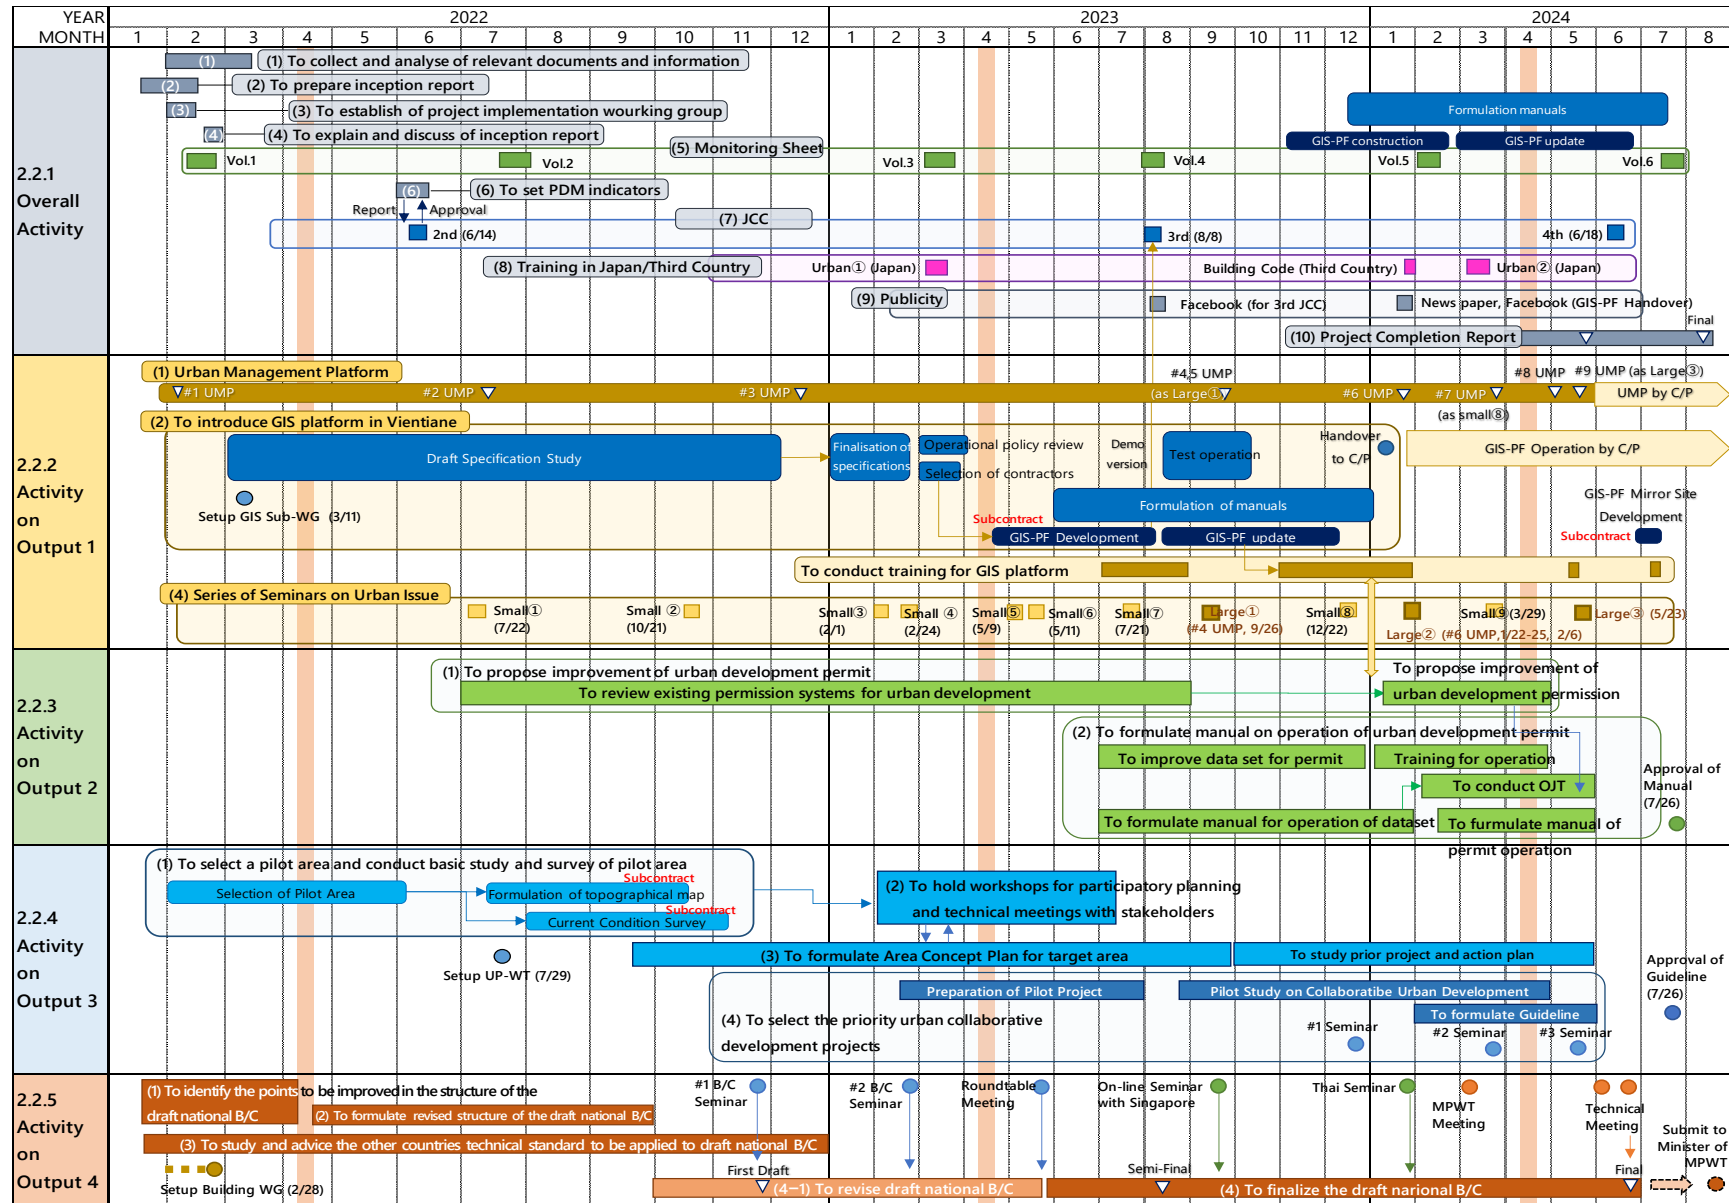 YEAR 2022 2023 2024
MONTH 1 2 3 4 5 6 7 8 9 10 11 12 1 2 3 4 5 6 7 8 9 10 11 12 1 2 3 4 5 6 7 8
2.2.1
Overall
Activity
(1) (1) To collect and analyse of relevant documents and information
(2) (2) To prepare inception report
(3) (3) To establish of project implementation wourking group
(4) (4) To explain and discuss of inception report
Formulation manuals
GIS-PF construction GIS-PF update
(5) Monitoring Sheet
Vol.1 Vol.2 Vol.3 Vol.4 Vol.5 Vol.6
(6) (6) To set PDM indicators
Report Approval
(7) JCC
2nd (6/14) 3rd (8/8) 4th (6/18)
(8) Training in Japan/Third Country Urban① (Japan) Building Code (Third Country) Urban② (Japan)
(9) Publicity Facebook (for 3rd JCC) News paper, Facebook (GIS-PF Handover)
Final
(10) Project Completion Report
2.2.2
Activity
on
Output 1
(1) Urban Management Platform
#4,5 UMP #8 UMP #9 UMP (as Large③)
#1 UMP #2 UMP #3 UMP (as Large①) #6 UMP #7 UMP UMP by C/P
(as small⑧)
(2) To introduce GIS platform in Vientiane
Draft Specification Study
Finalisation of
specifications
Operational policy review
Selection of contractors
Demo
version
Test operation
Handover
to C/P
GIS-PF Operation by C/P
Setup GIS Sub-WG (3/11)
Formulation of manuals
GIS-PF Mirror Site
Development
Subcontract
GIS-PF Development GIS-PF update
Subcontract
To conduct training for GIS platform
(4) Series of Seminars on Urban Issue
Small①
(7/22)
Small ②
(10/21)
Small③
(2/1)
Small ④
(2/24)
Small⑤
(5/9)
Small⑥
(5/11)
Small⑦
(7/21)
Large①
(#4 UMP, 9/26)
Small⑧
(12/22)
Large② (#6 UMP,1/22-25, 2/6)
Small⑨ (3/29)
Large③ (5/23)
2.2.3
Activity
on
Output 2
(1) To propose improvement of urban development permit
To review existing permission systems for urban development
To propose improvement of
urban development permission
(2) To formulate manual on operation of urban development permit
To improve data set for permit Training for operation
To conduct OJT
To formulate manual for operation of dataset
To furmulate manual of
permit operation
Approval of
Manual
(7/26)
2.2.4
Activity
on
Output 3
(1) To select a pilot area and conduct basic study and survey of pilot area
Subcontract
Selection of Pilot Area Formulation of topographical map
Subcontract
Current Condition Survey
(2) To hold workshops for participatory planning
and technical meetings with stakeholders
Setup UP-WT (7/29)
(3) To formulate Area Concept Plan for target area To study prior project and action plan
Preparation of Pilot Project Pilot Study on Collaboratibe Urban Development
(4) To select the priority urban collaborative
development projects
To formulate Guideline
#1 Seminar #2 Seminar #3 Seminar
Approval of
Guideline
(7/26)
2.2.5
Activity
on
Output 4
(1) To identify the points to be improved in the structure of the
draft national B/C
(2) To formulate revised structure of the draft national B/C
(3) To study and advice the other countries technical standard to be applied to draft national B/C
Setup Building WG (2/28)
#1 B/C
Seminar
#2 B/C
Seminar
Roundtable
Meeting
On-line Seminar
with Singapore
Thai Seminar
MPWT
Meeting
Technical
Meeting
First Draft Semi-Final Final
(4−1) To revise draft national B/C (4) To finalize the draft narional B/C
Submit to
Minister of
MPWT